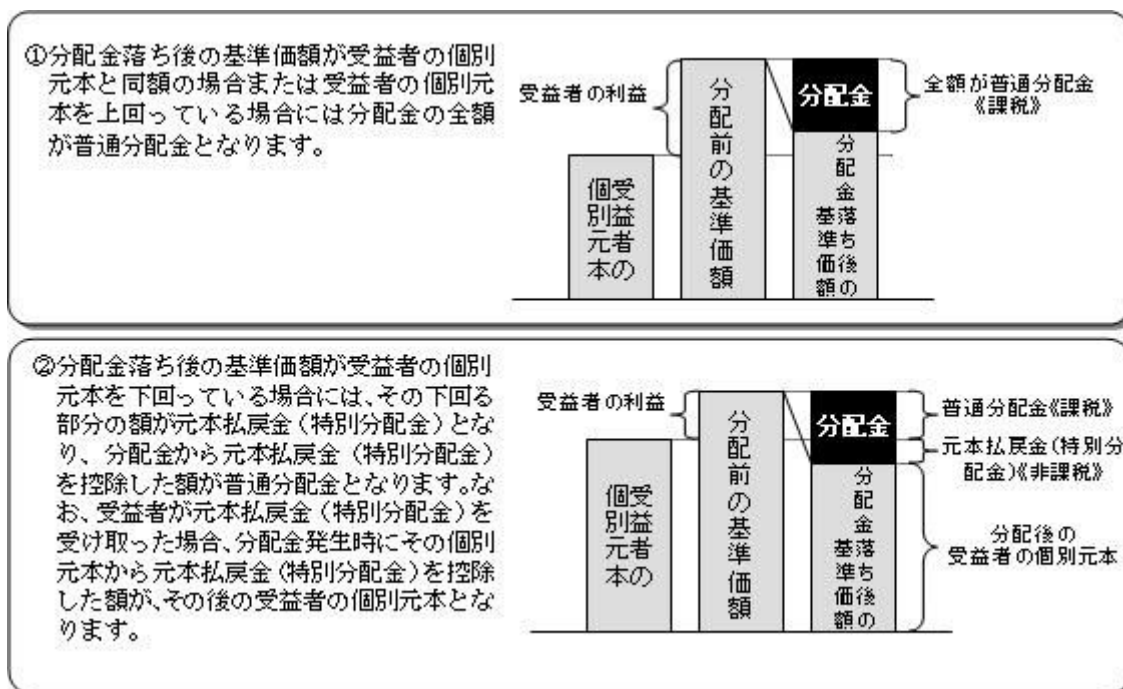 ①分配金落ち後の基準価額が受益者の個別
元本と同額の場合または受益者の個別元
本を上回っている場合には分配金の全額
が普通分配金となります。
受益者の利益
受益者の
個別元本
分配前の基準価額
分配金
分配金落ち後の
基準価額
全額が普通分配金
《課税》
②分配金落ち後の基準価額が受益者の個別
元本を下回っている場合には、その下回る
部分の額が元本払戻金(特別分配金)とな
り、分配金から元本払戻金(特別分配金)
を控除した額が普通分配金となります。な
お、受益者が元本払戻金(特別分配金)を
受け取った場合、分配金発生時にその個別
元本から元本払戻金(特別分配金)を控除
した額が、その後の受益者の個別元本とな
ります。
受益者の利益
受益者の
個別元本
分配前の基準価額
分配金
分配金落ち後の
基準価額
普通分配金《課税》
元本払戻金(特別分
配金)《非課税》
分配後の
受益者の個別元本